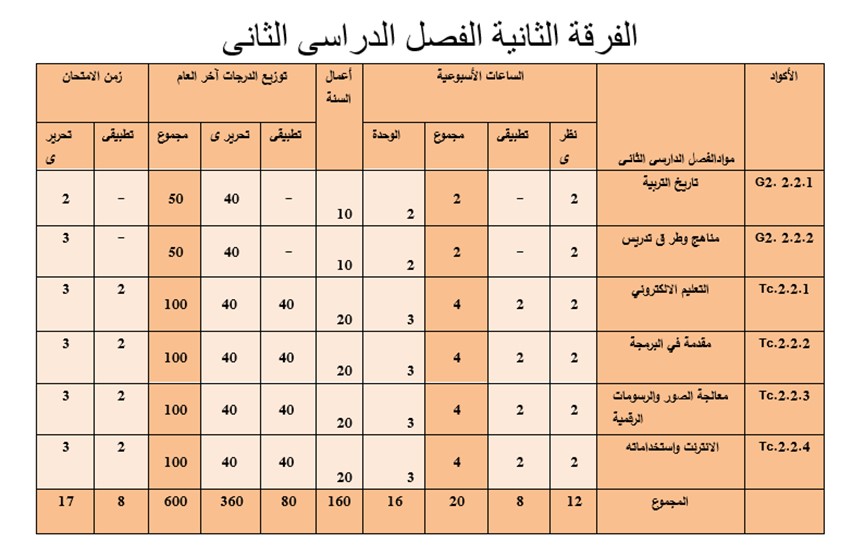 الفرقة الثانية الفصل الدراسى الثانى
الأكواد | موادالفصل الدارسى الثانى | الساعات الأسبوعية | أعمال السنة | توزيع الدرجات آخر العام | زمن الامتحان
نظر ى | تطبيقى | مجموع | الوحدة | تطبيقى | تحرير ى | مجموع | تطبيقى | تحرير ى
G2. 2.2.1 | تاريخ التربية | 2 | – | 2 | 2 | 10 | – | 40 | 50 | – | 2
G2. 2.2.2 | مناهج وطر ق تدريس | 2 | – | 2 | 2 | 10 | – | 40 | 50 | – | 3
Tc.2.2.1 | التعليم الالكتروني | 2 | 2 | 4 | 3 | 20 | 40 | 40 | 100 | 2 | 3
Tc.2.2.2 | مقدمة في البرمجة | 2 | 2 | 4 | 3 | 20 | 40 | 40 | 100 | 2 | 3
Tc.2.2.3 | معالجة الصور والرسومات الرقمية | 2 | 2 | 4 | 3 | 20 | 40 | 40 | 100 | 2 | 3
Tc.2.2.4 | الانترنت وإستخداماته | 2 | 2 | 4 | 3 | 20 | 40 | 40 | 100 | 2 | 3
المجموع | 12 | 8 | 20 | 16 | 160 | 80 | 360 | 600 | 8 | 17